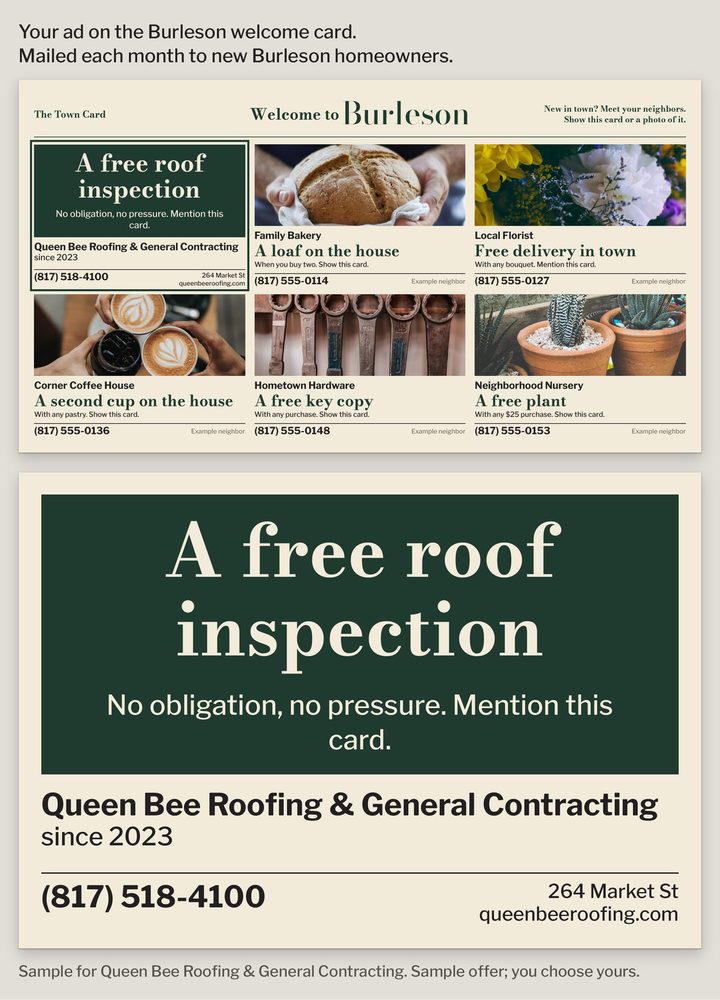 Your ad on the Burleson welcome card.
Mailed each month to new Burleson homeowners.
The Town Card
Welcome to Burleson
New in town? Meet your neighbors.
Show this card or a photo of it.
A free roof
inspection
No obligation, no pressure. Mention this
card.
Queen Bee Roofing & General Contracting
since 2023
(817) 518-4100
264 Market St
queenbeeroofing.com
Family Bakery
A loaf on the house
When you buy two. Show this card.
(817) 555-0114
Example neighbor
Local Florist
Free delivery in town
With any bouquet. Mention this card.
(817) 555-0127
Example neighbor
Corner Coffee House
A second cup on the house
With any pastry. Show this card.
(817) 555-0136
Example neighbor
Hometown Hardware
A free key copy
With any purchase. Show this card.
(817) 555-0148
Example neighbor
Neighborhood Nursery
A free plant
With any $25 purchase. Show this card.
(817) 555-0153
Example neighbor
A free roof
inspection
No obligation, no pressure. Mention this
card.
Queen Bee Roofing & General Contracting
since 2023
(817) 518-4100
264 Market St
queenbeeroofing.com
Sample for Queen Bee Roofing & General Contracting. Sample offer; you choose yours.